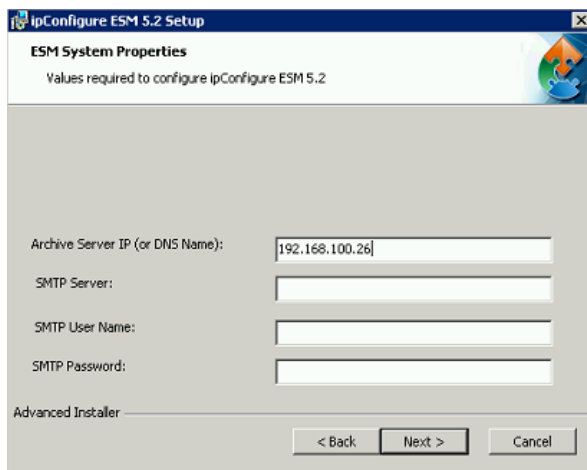 ipConfigure ESM 5.2 Setup
ESM System Properties
Values required to configure ipConfigure ESM 5.2
Archive Server IP (or DNS Name): 192.168.100.26
SMTP Server:
SMTP User Name:
SMTP Password:
Advanced Installer
< Back Next > Cancel